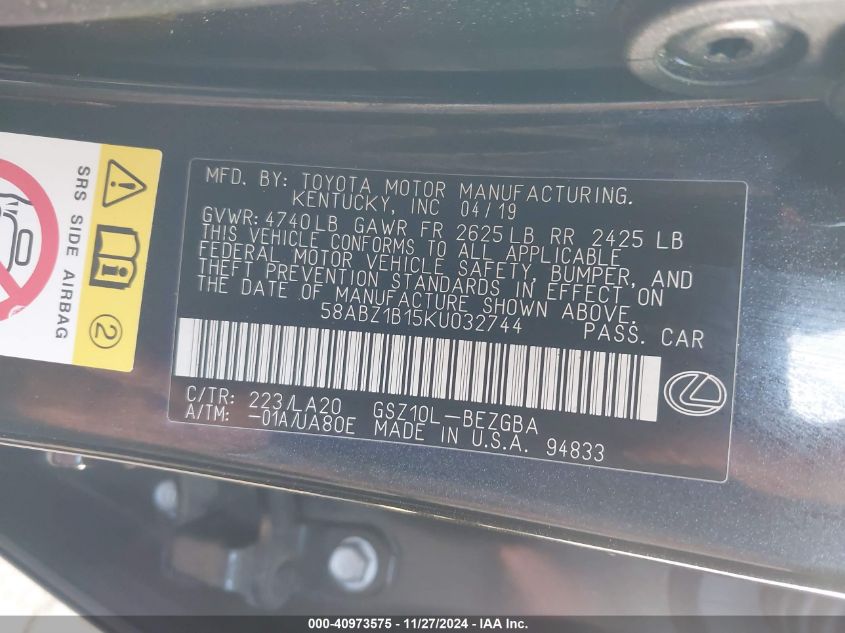 SRS SIDE AIRBAG
2
MFD. BY: TOYOTA MOTOR MANUFACTURING.
KENTUCKY, INC 04/19
GVWR: 4740LB GAWR FR 2625LB RR 2425 LB
THIS VEHICLE CONFORMS TO ALL APPLICABLE
FEDERAL MOTOR VEHICLE SAFETY, BUMPER, AND
THEFT PREVENTION STANDARDS IN EFFECT ON
THE DATE OF MANUFACTURE SHOWN ABOVE.
58ABZ1B15KU032744 PASS. CAR
C/TR: 223/LA20 GSZ10L-BEZGBA
A/TM: -01A/UA80E MADE IN U.S.A. 94833
000-40973575 - 11/27/2024 - IAA Inc.